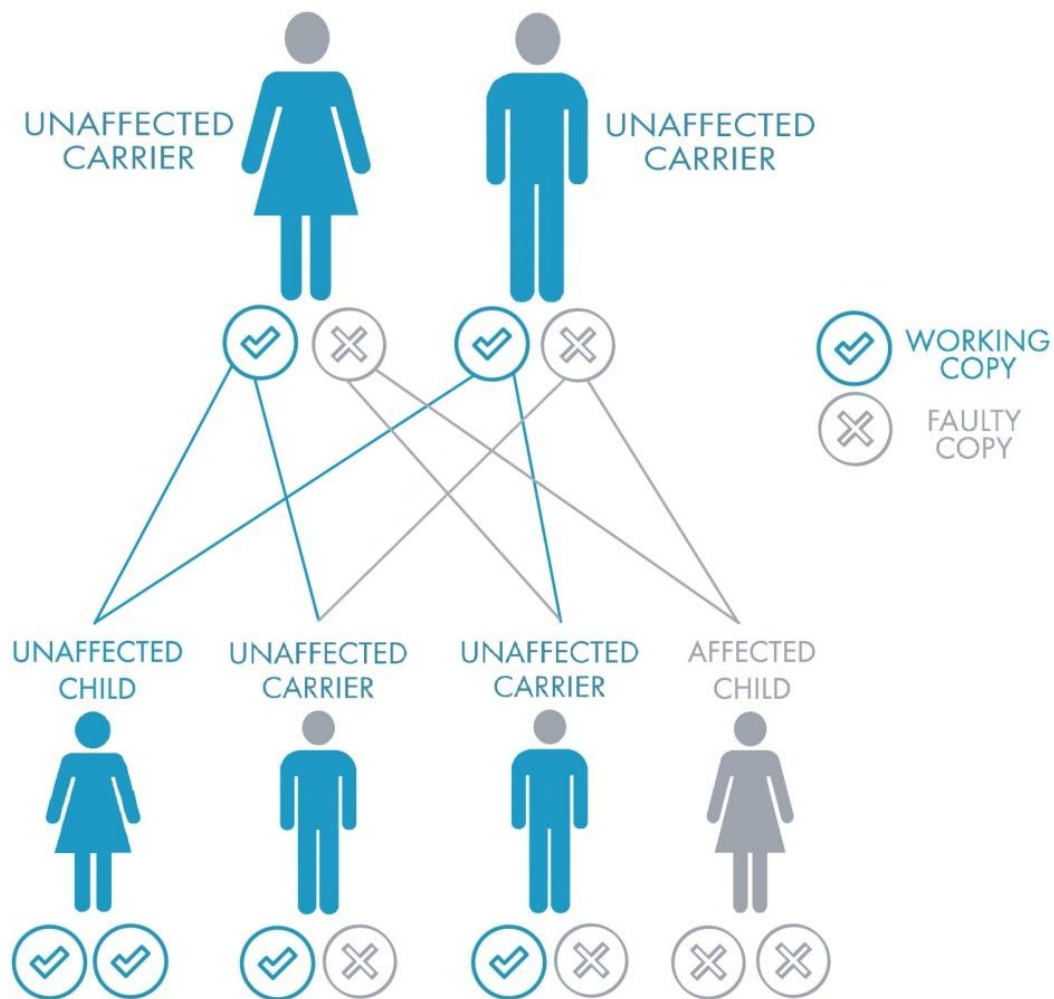 UNAFFECTED
CARRIER
UNAFFECTED
CARRIER
WORKING
COPY
FAULTY
COPY
UNAFFECTED
CHILD
UNAFFECTED
CARRIER
UNAFFECTED
CARRIER
AFFECTED
CHILD